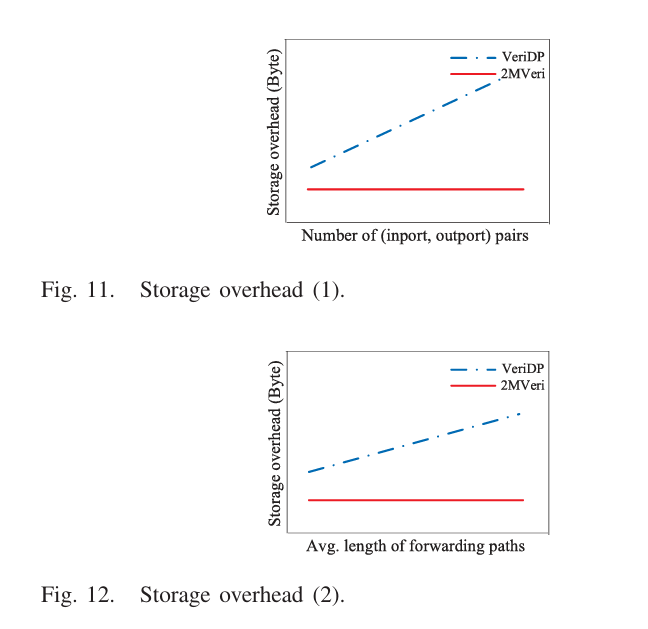 Storage overhead (Byte)
VeriDP
2MVeri
Number of (inport, outport) pairs
Fig. 11. Storage overhead (1).
Storage overhead (Byte)
VeriDP
2MVeri
Avg. length of forwarding paths
Fig. 12. Storage overhead (2).